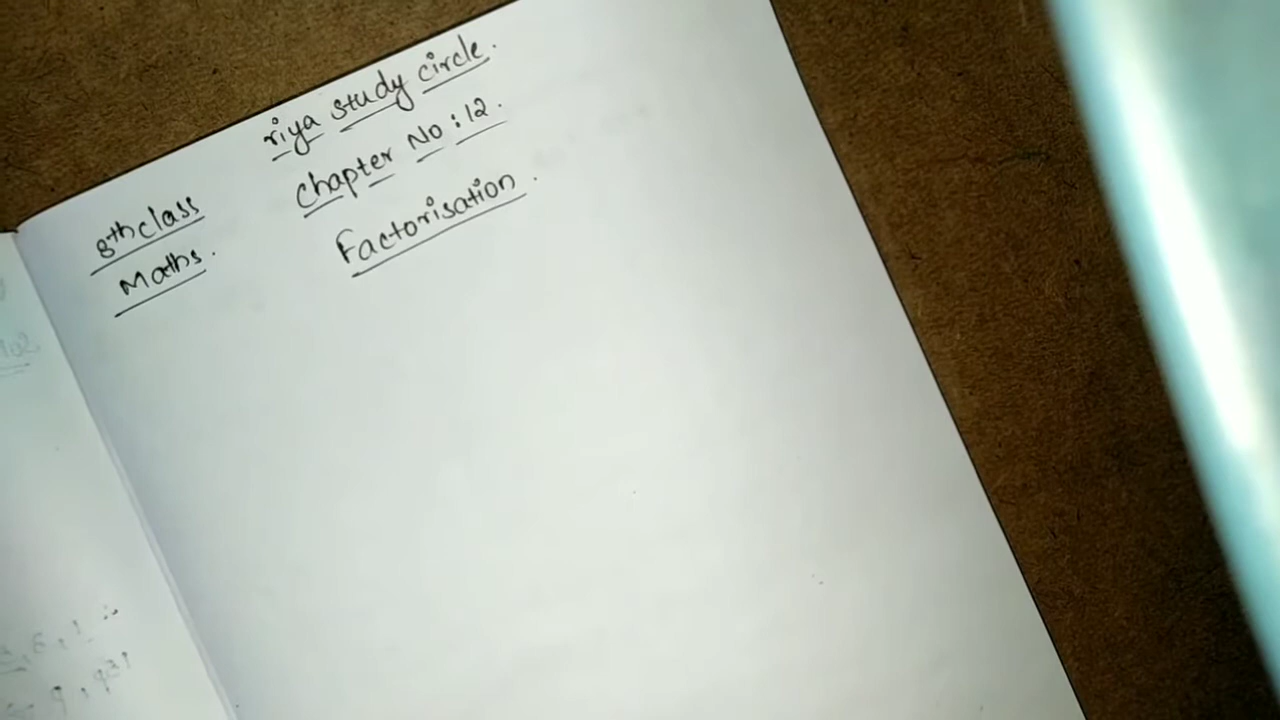 riya study circle.
Chapter No : 12.
8th class
Maths.
Factorisation.